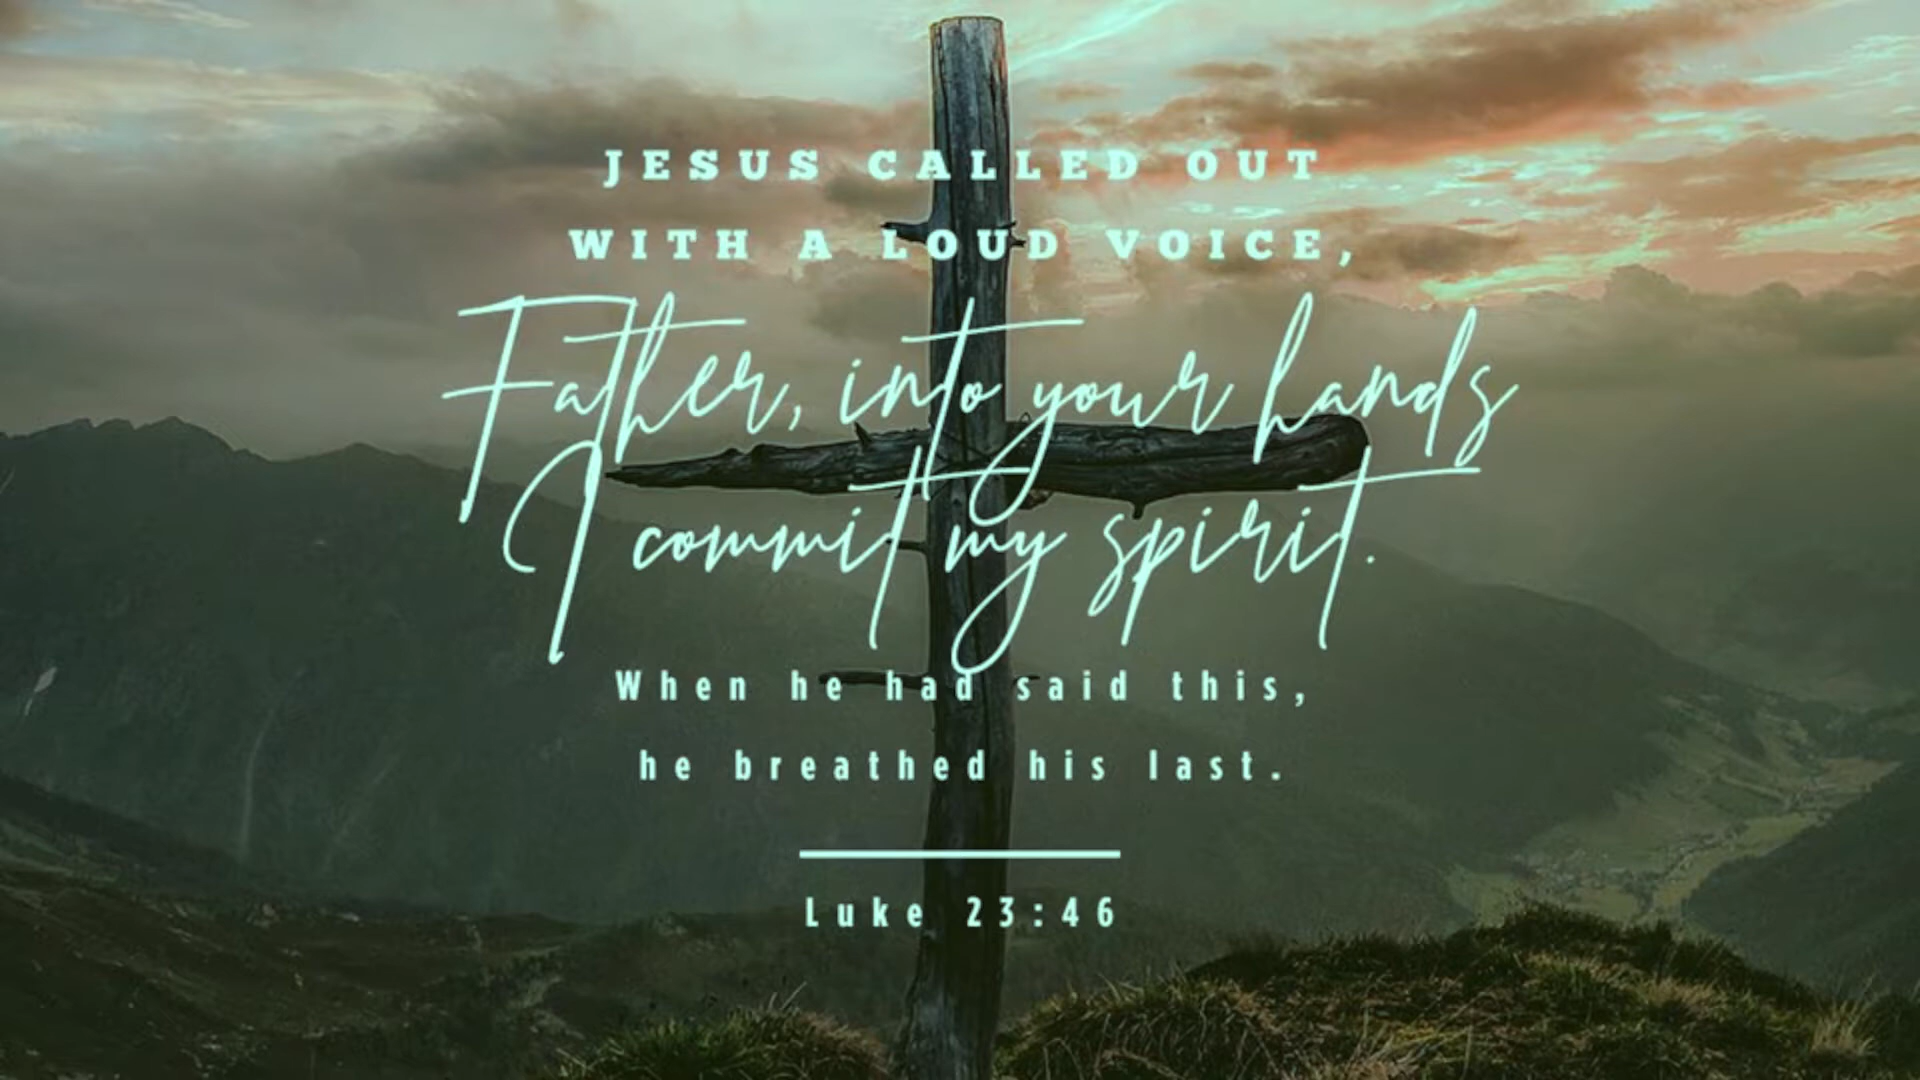 JESUS CALLED OUT
WITH A LOUD VOICE,
Father, into your hands
I commit my spirit.
When he had said this,
he breathed his last.
Luke 23:46